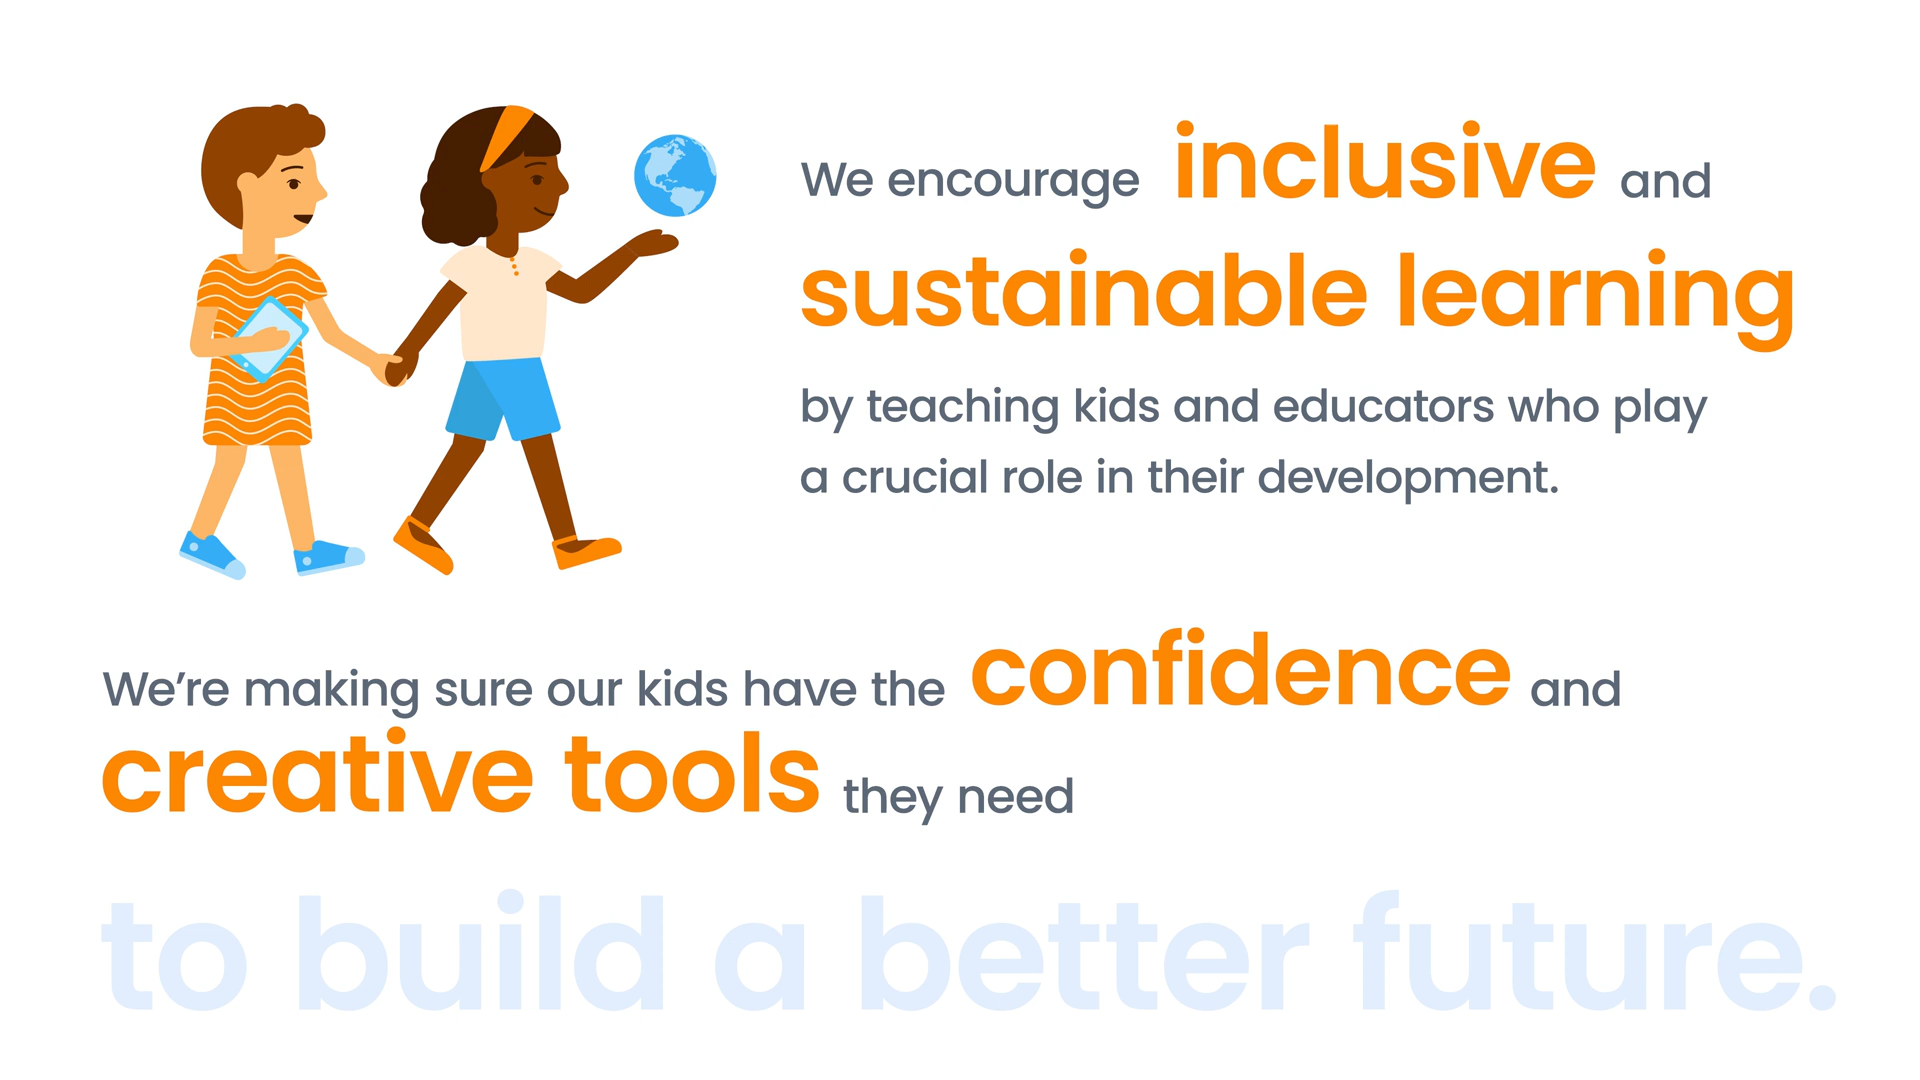 We encourage inclusive and
sustainable learning
by teaching kids and educators who play
a crucial role in their development.
We’re making sure our kids have the confidence and
creative tools they need
to build a better future.